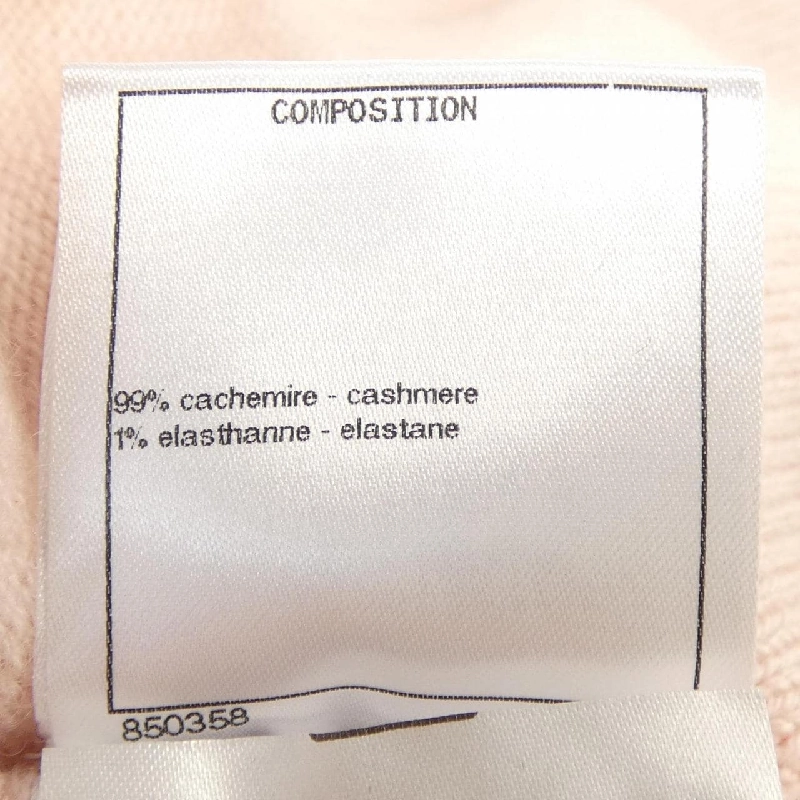 COMPOSITION
99% cachemire - cashmere
1% elasthanne - elastane
850358